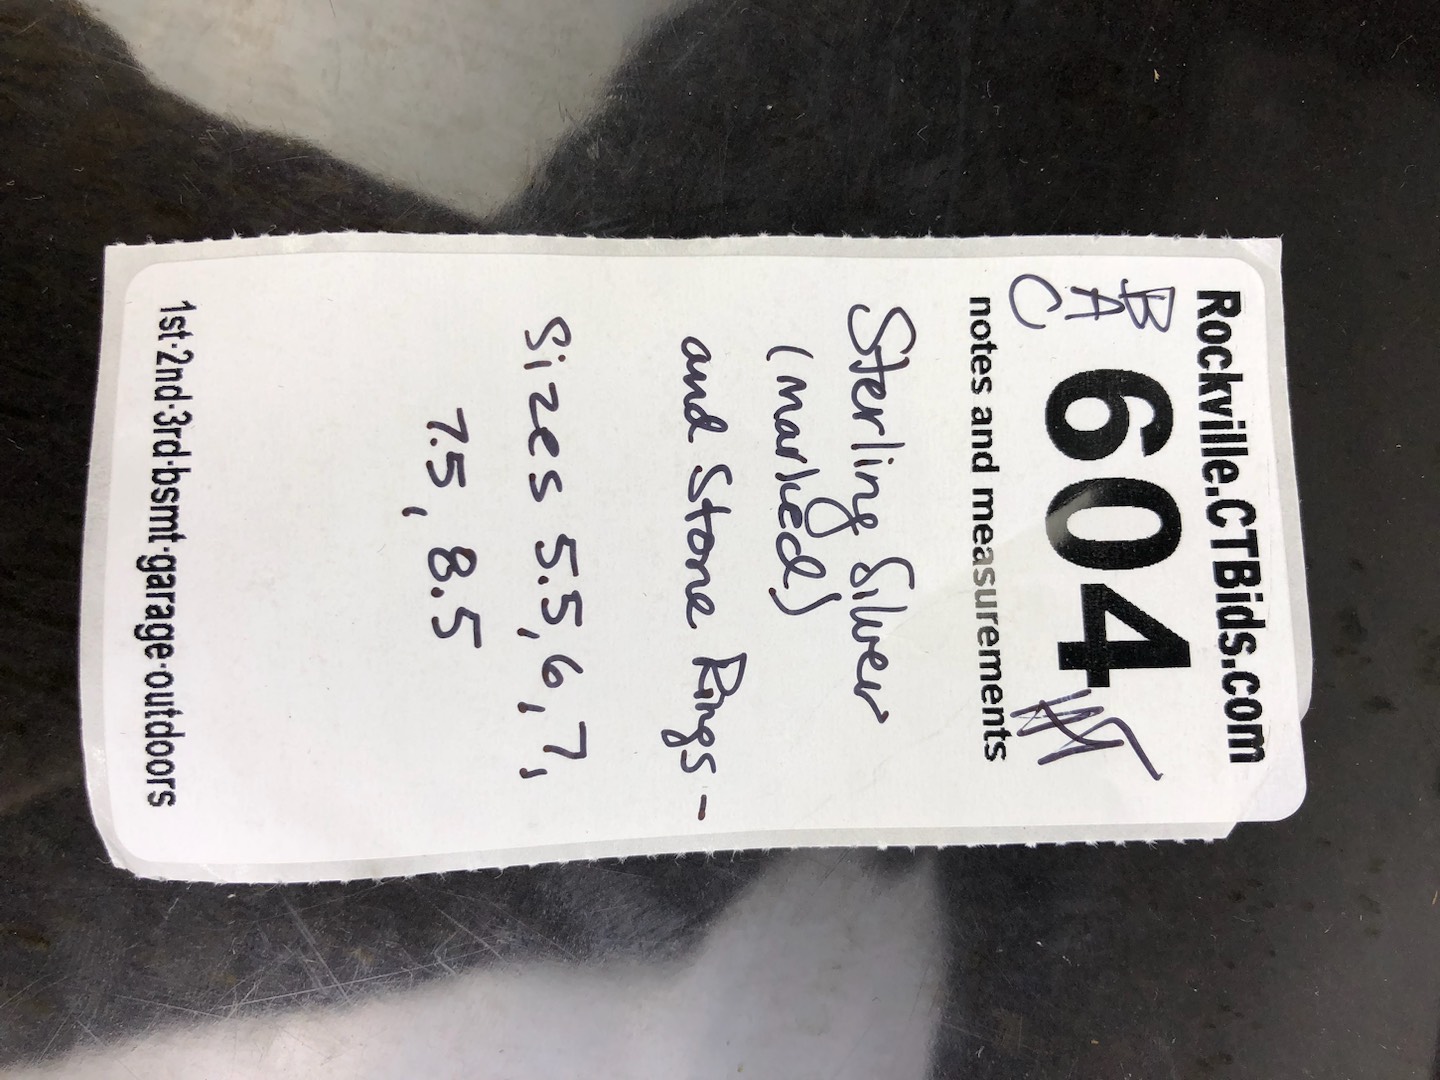 Rockville.CTBids.com
BAC
604
notes and measurements
Sterling Silver
(marked)
and Stone Rings -
Sizes 5.5, 6, 7,
7.5, 8.5
1st·2nd·3rd·bsmt·garage·outdoors